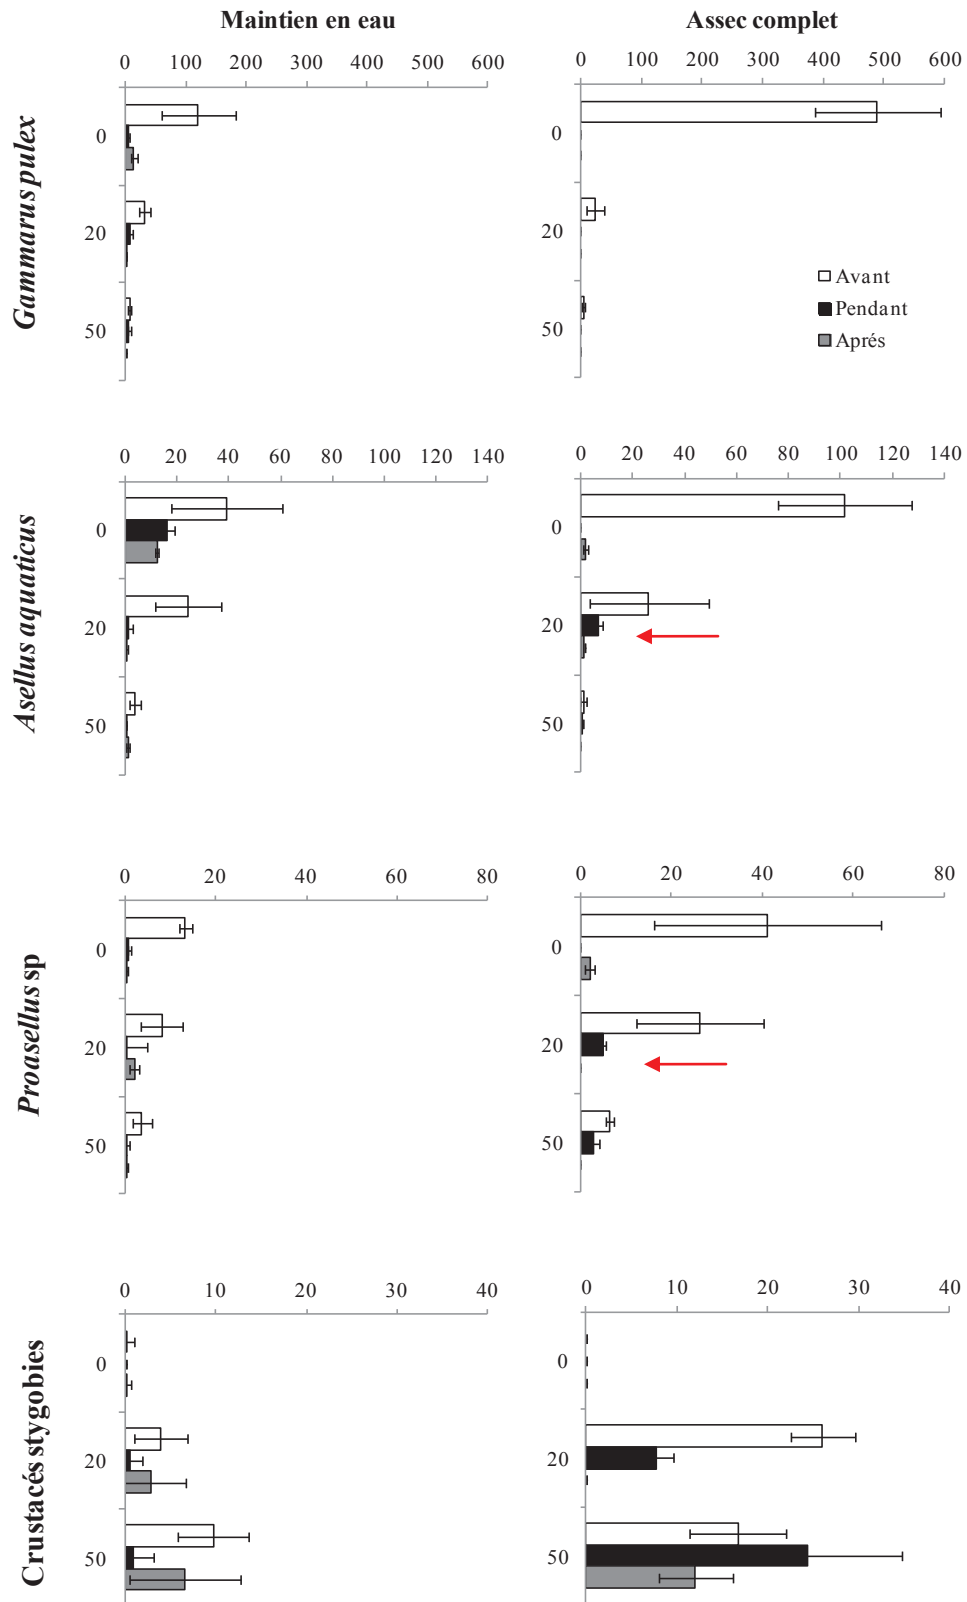 Maintien en eau
Assec complet
0 100 200 300 400 500 600
0 100 200 300 400 500 600
Gammarus pulex
0
20
50
0
20
50
Avant
Pendant
Aprés
0 20 40 60 80 100 120 140
0 20 40 60 80 100 120 140
Asellus aquaticus
0
20
50
0
20
50
0 20 40 60 80
0 20 40 60 80
Proasellus sp
0
20
50
0
20
50
0 10 20 30 40
0 10 20 30 40
Crustacés stygobies
0
20
50
0
20
50